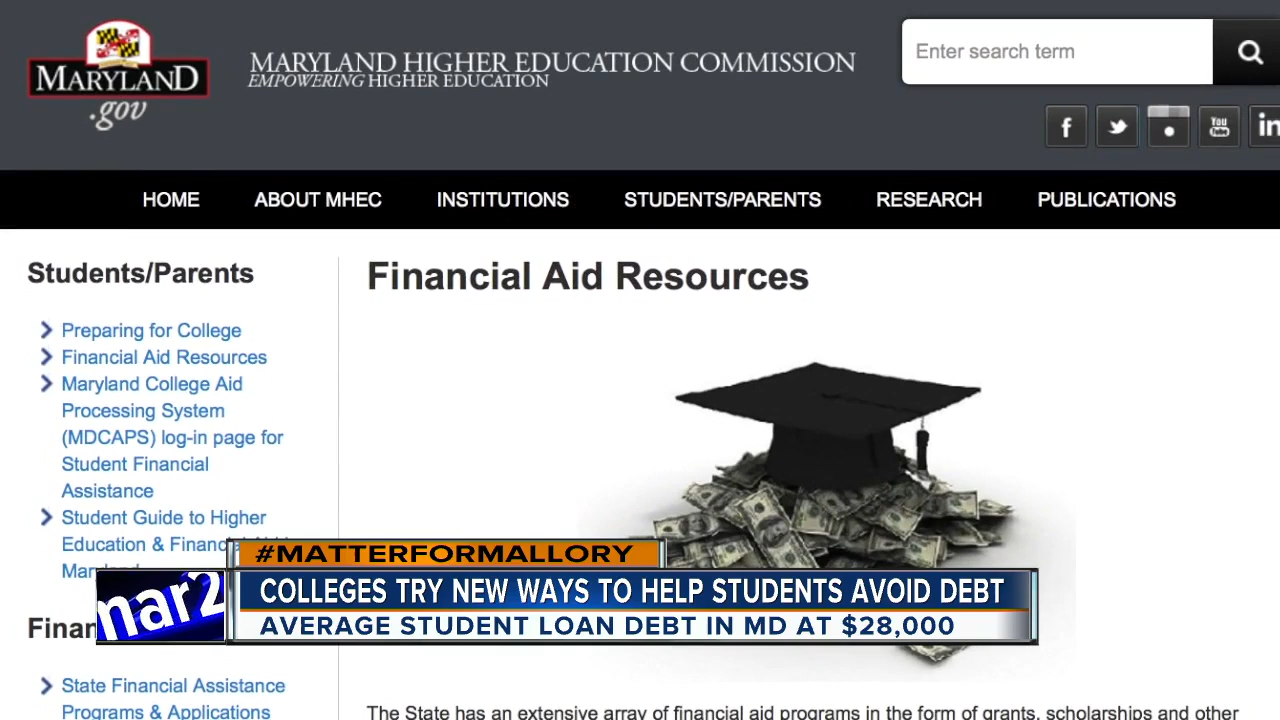 MARYLAND
.gov
MARYLAND HIGHER EDUCATION COMMISSION
EMPOWERING HIGHER EDUCATION
Enter search term
f
You
in
HOME
ABOUT MHEC
INSTITUTIONS
STUDENTS/PARENTS
RESEARCH
PUBLICATIONS
Students/Parents
Preparing for College
Financial Aid Resources
Maryland College Aid
Processing System
(MDCAPS) log-in page for
Student Financial
Assistance
Student Guide to Higher
Education &
Financial Aid Resources
#MATTERFORMALLORY
COLLEGES TRY NEW WAYS TO HELP STUDENTS AVOID DEBT
AVERAGE STUDENT LOAN DEBT IN MD AT $28,000
mar2
State Financial Assistance
Programs & Applications
The State has an extensive array of financial aid programs in the form of grants, scholarships and other